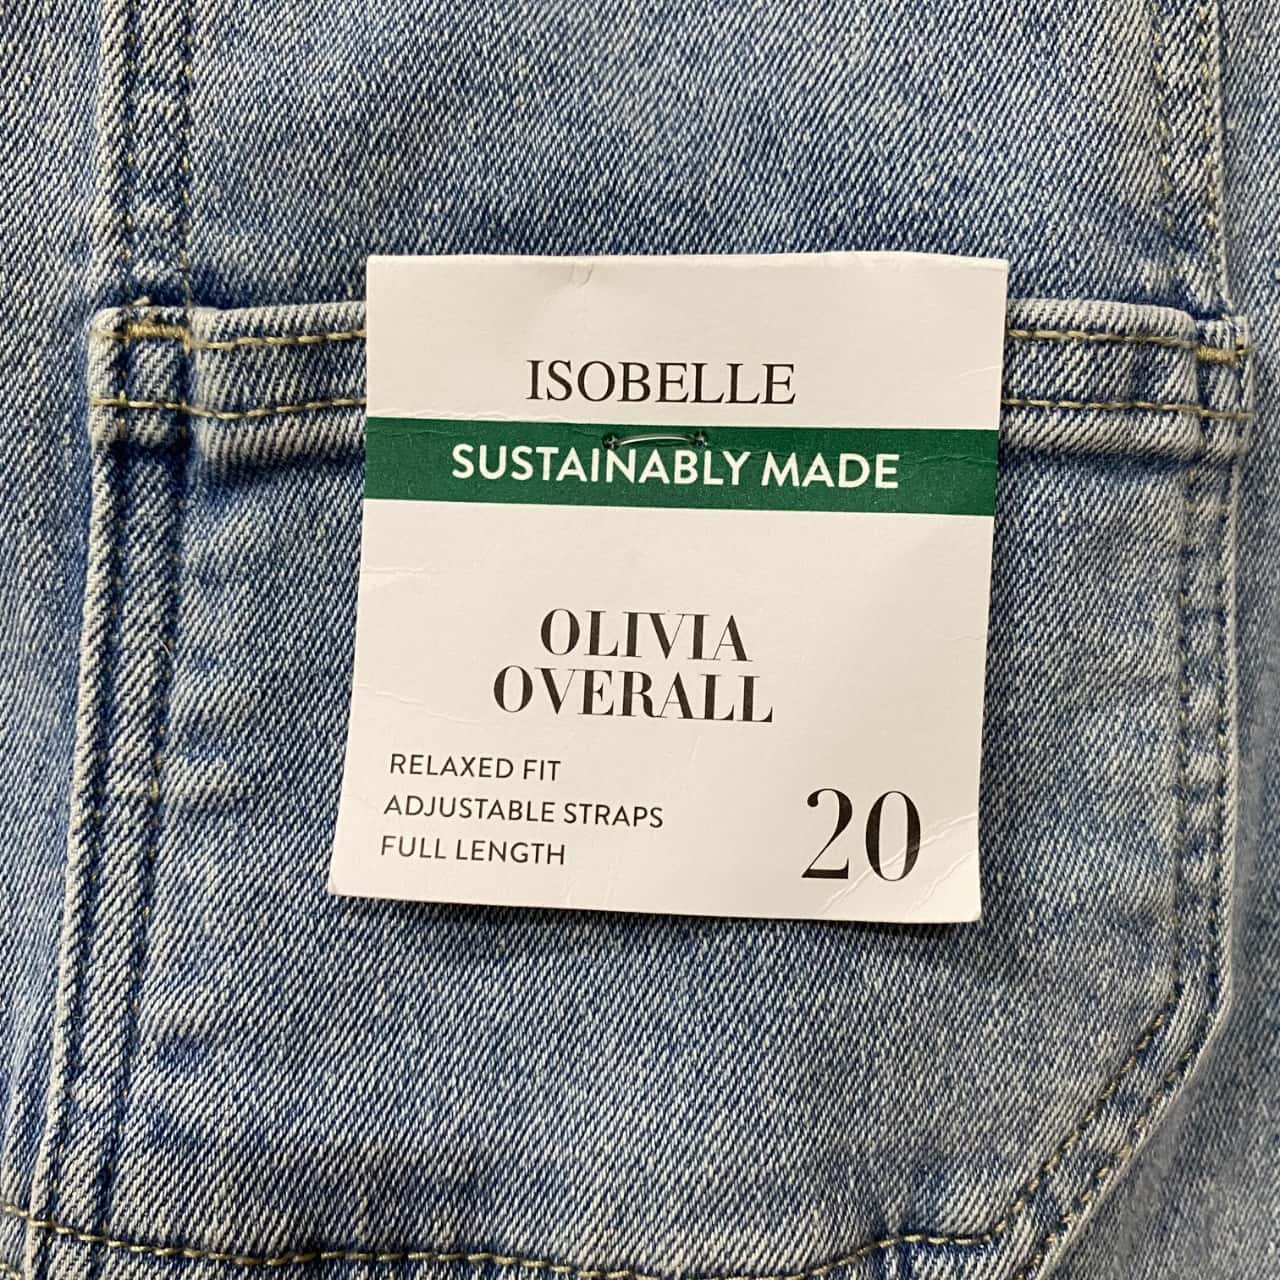 ISOBELLE
SUSTAINABLY MADE
OLIVIA
OVERALL
RELAXED FIT
ADJUSTABLE STRAPS
FULL LENGTH
20